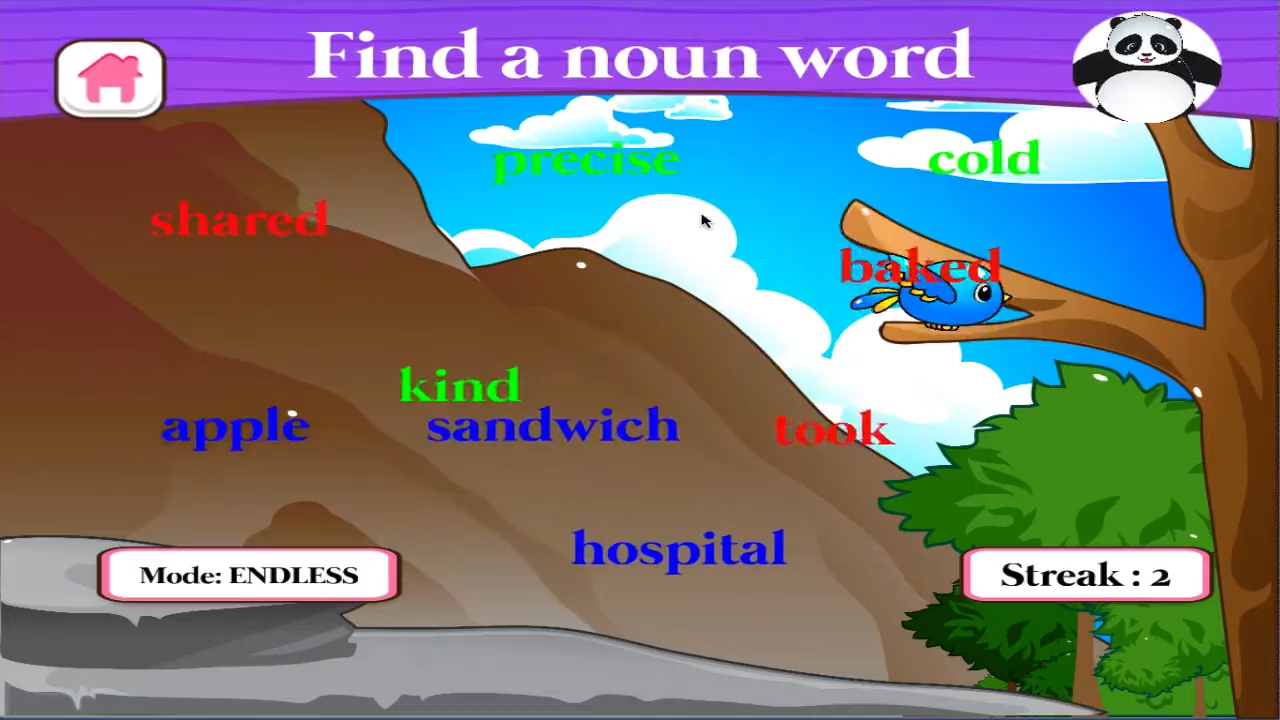 Find a noun word
precise
cold
shared
baked
kind
apple
sandwich
took
hospital
Mode: ENDLESS
Streak : 2